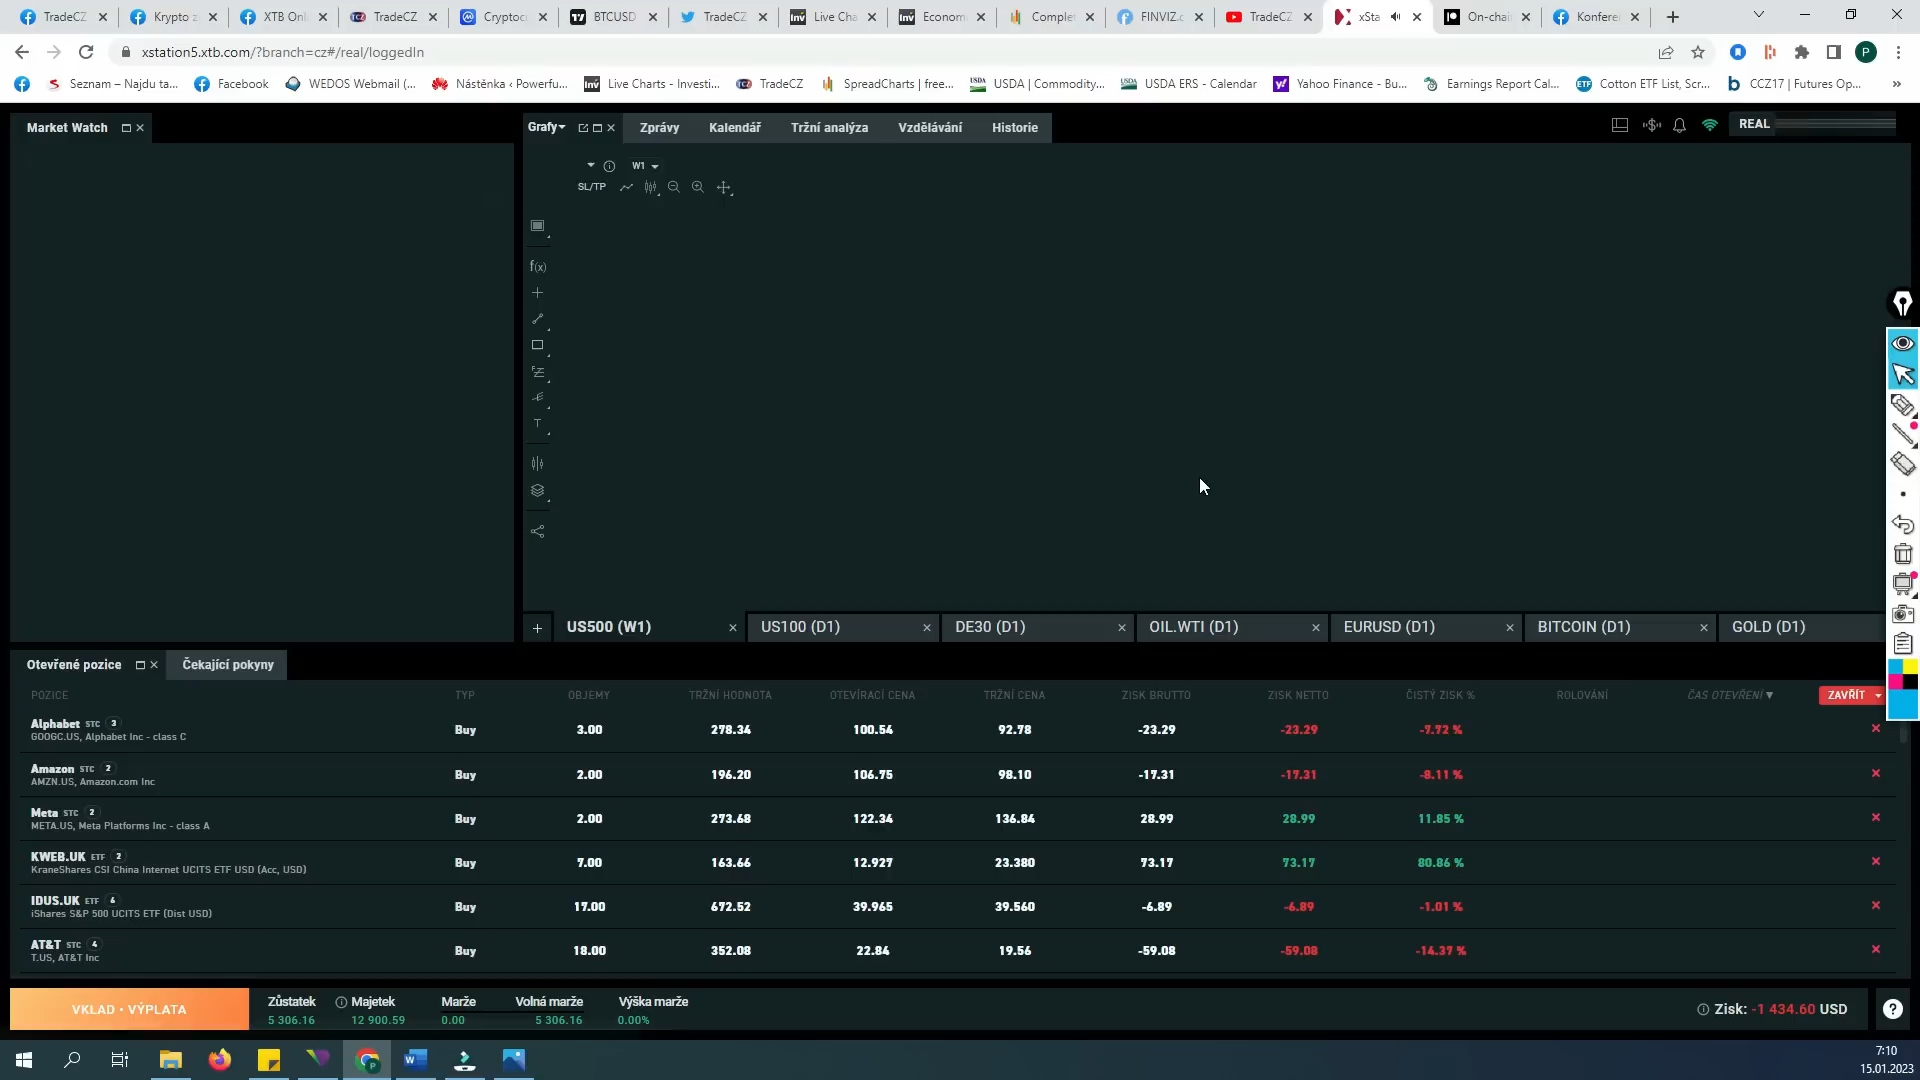 TradeCZ
Krypto z
XTB Onl
TradeCZ
Cryptoc
BTCUSD
TradeCZ
Live Cha
Econom
Complet
FINVIZ.c
TradeCZ
xSta
On-chai
Konfere
xstation5.xtb.com/?branch=cz#/real/loggedIn
P
Seznam – Najdu ta...
Facebook
WEDOS Webmail (...
Nástěnka ‹ Powerfu...
Live Charts - Investi...
TradeCZ
SpreadCharts | free...
USDA | Commodity...
USDA ERS - Calendar
Yahoo Finance - Bu...
Earnings Report Cal...
Cotton ETF List, Scr...
CCZ17 | Futures Op...
»
Market Watch
Grafy
Zprávy
Kalendář
Tržní analýza
Vzdělávání
Historie
REAL
W1
SL/TP
f(x)
T
US500 (W1)
US100 (D1)
DE30 (D1)
OIL.WTI (D1)
EURUSD (D1)
BITCOIN (D1)
GOLD (D1)
Otevřené pozice
Čekající pokyny
POZICE TYP OBJEMY TRŽNÍ HODNOTA OTEVÍRACÍ CENA TRŽNÍ CENA ZISK BRUTTO ZISK NETTO ČISTÝ ZISK % ROLOVÁNÍ ČAS OTEVŘENÍ ▼ ZAVŘÍT
Alphabet STC 3
GOOGC.US, Alphabet Inc - class C
Buy 3.00 278.34 100.54 92.78 -23.29 -23.29 -7.72 %
Amazon STC 2
AMZN.US, Amazon.com Inc
Buy 2.00 196.20 106.75 98.10 -17.31 -17.31 -8.11 %
Meta STC 2
META.US, Meta Platforms Inc - class A
Buy 2.00 273.68 122.34 136.84 28.99 28.99 11.85 %
KWEB.UK ETF 2
KraneShares CSI China Internet UCITS ETF USD (Acc, USD)
Buy 7.00 163.66 12.927 23.380 73.17 73.17 80.86 %
IDUS.UK ETF 6
iShares S&P 500 UCITS ETF (Dist USD)
Buy 17.00 672.52 39.965 39.560 -6.89 -6.89 -1.01 %
AT&T STC 4
T.US, AT&T Inc
Buy 18.00 352.08 22.84 19.56 -59.08 -59.08 -14.37 %
VKLAD • VÝPLATA
Zůstatek Majetek Marže Volná marže Výška marže
5 306.16 12 900.59 0.00 5 306.16 0.00%
Zisk: -1 434.60 USD
?
7:10
15.01.2023